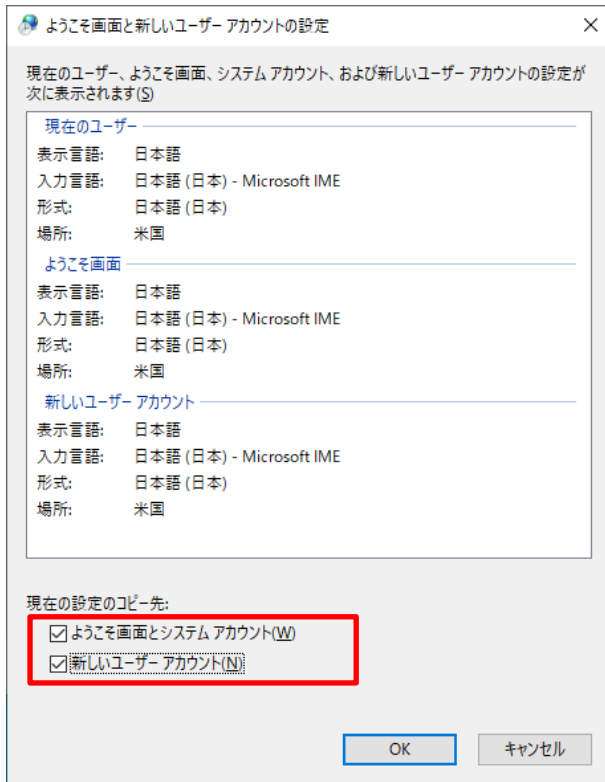 ようこそ画面と新しいユーザー アカウントの設定
現在のユーザー、ようこそ画面、システム アカウント、および新しいユーザー アカウントの設定が
次に表示されます(S)
現在のユーザー
表示言語: 日本語
入力言語: 日本語 (日本) - Microsoft IME
形式: 日本語 (日本)
場所: 米国
ようこそ画面
表示言語: 日本語
入力言語: 日本語 (日本) - Microsoft IME
形式: 日本語 (日本)
場所: 米国
新しいユーザー アカウント
表示言語: 日本語
入力言語: 日本語 (日本) - Microsoft IME
形式: 日本語 (日本)
場所: 米国
現在の設定のコピー先:
ようこそ画面とシステム アカウント(W)
新しいユーザー アカウント(N)
OK キャンセル